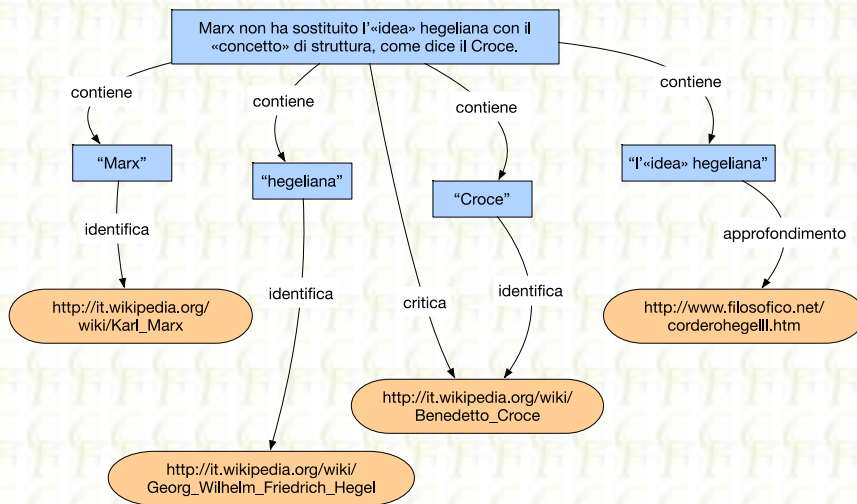 Marx non ha sostituito l'«idea» hegeliana con il
«concetto» di struttura, come dice il Croce.
contiene
contiene
contiene
contiene
“Marx”
“hegeliana”
“Croce”
“l'«idea» hegeliana”
identifica
approfondimento
identifica
critica
identifica
http://it.wikipedia.org/
wiki/Karl_Marx
http://www.filosofico.net/
corderohegelII.htm
http://it.wikipedia.org/wiki/
Benedetto_Croce
http://it.wikipedia.org/wiki/
Georg_Wilhelm_Friedrich_Hegel